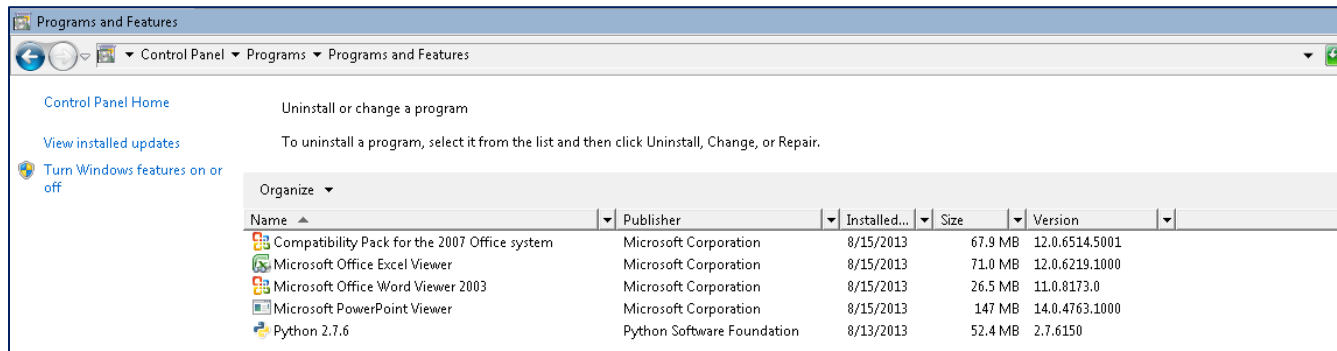 Programs and Features
Control Panel Programs Programs and Features
Control Panel Home
View installed updates
Turn Windows features on or
off
Uninstall or change a program
To uninstall a program, select it from the list and then click Uninstall, Change, or Repair.
Organize
Name Publisher Installed... Size Version
Compatibility Pack for the 2007 Office system Microsoft Corporation 8/15/2013 67.9 MB 12.0.6514.5001
Microsoft Office Excel Viewer Microsoft Corporation 8/15/2013 71.0 MB 12.0.6219.1000
Microsoft Office Word Viewer 2003 Microsoft Corporation 8/15/2013 26.5 MB 11.0.8173.0
Microsoft PowerPoint Viewer Microsoft Corporation 8/15/2013 147 MB 14.0.4763.1000
Python 2.7.6 Python Software Foundation 8/13/2013 52.4 MB 2.7.6150